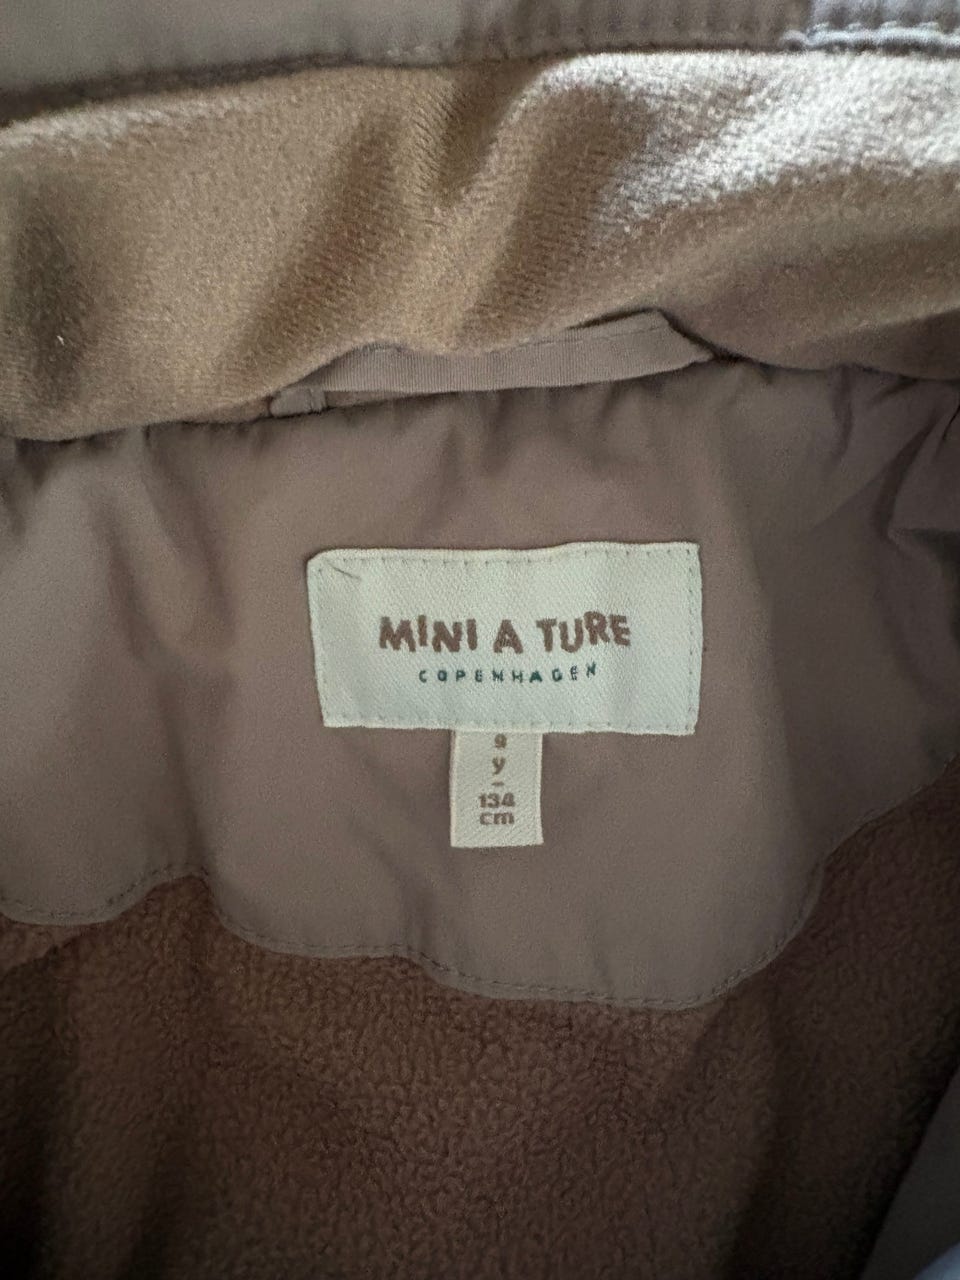 MINI A TURE
COPENHAGEN
9
y
-
134
cm